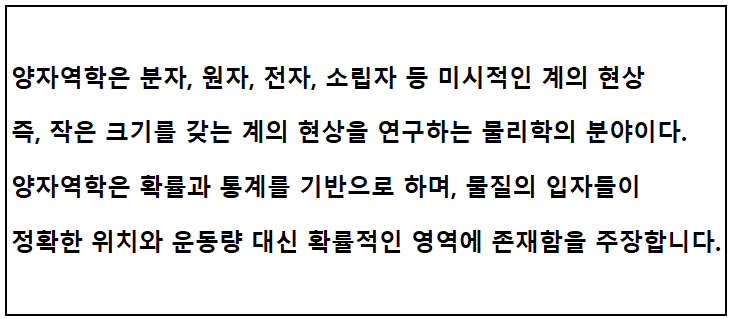 양자역학은 분자, 원자, 전자, 소립자 등 미시적인 계의 현상
즉, 작은 크기를 갖는 계의 현상을 연구하는 물리학의 분야이다.
양자역학은 확률과 통계를 기반으로 하며, 물질의 입자들이
정확한 위치와 운동량 대신 확률적인 영역에 존재함을 주장합니다.